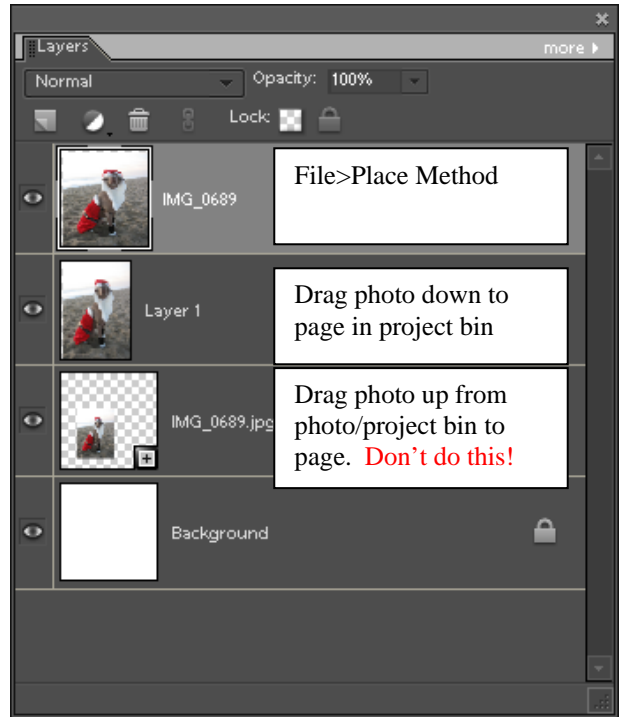 Layers
more
Normal
Opacity: 100%
Lock:
IMG_0689
File>Place Method
Layer 1
Drag photo down to
page in project bin
IMG_0689.jpg
Drag photo up from
photo/project bin to
page. Don't do this!
Background